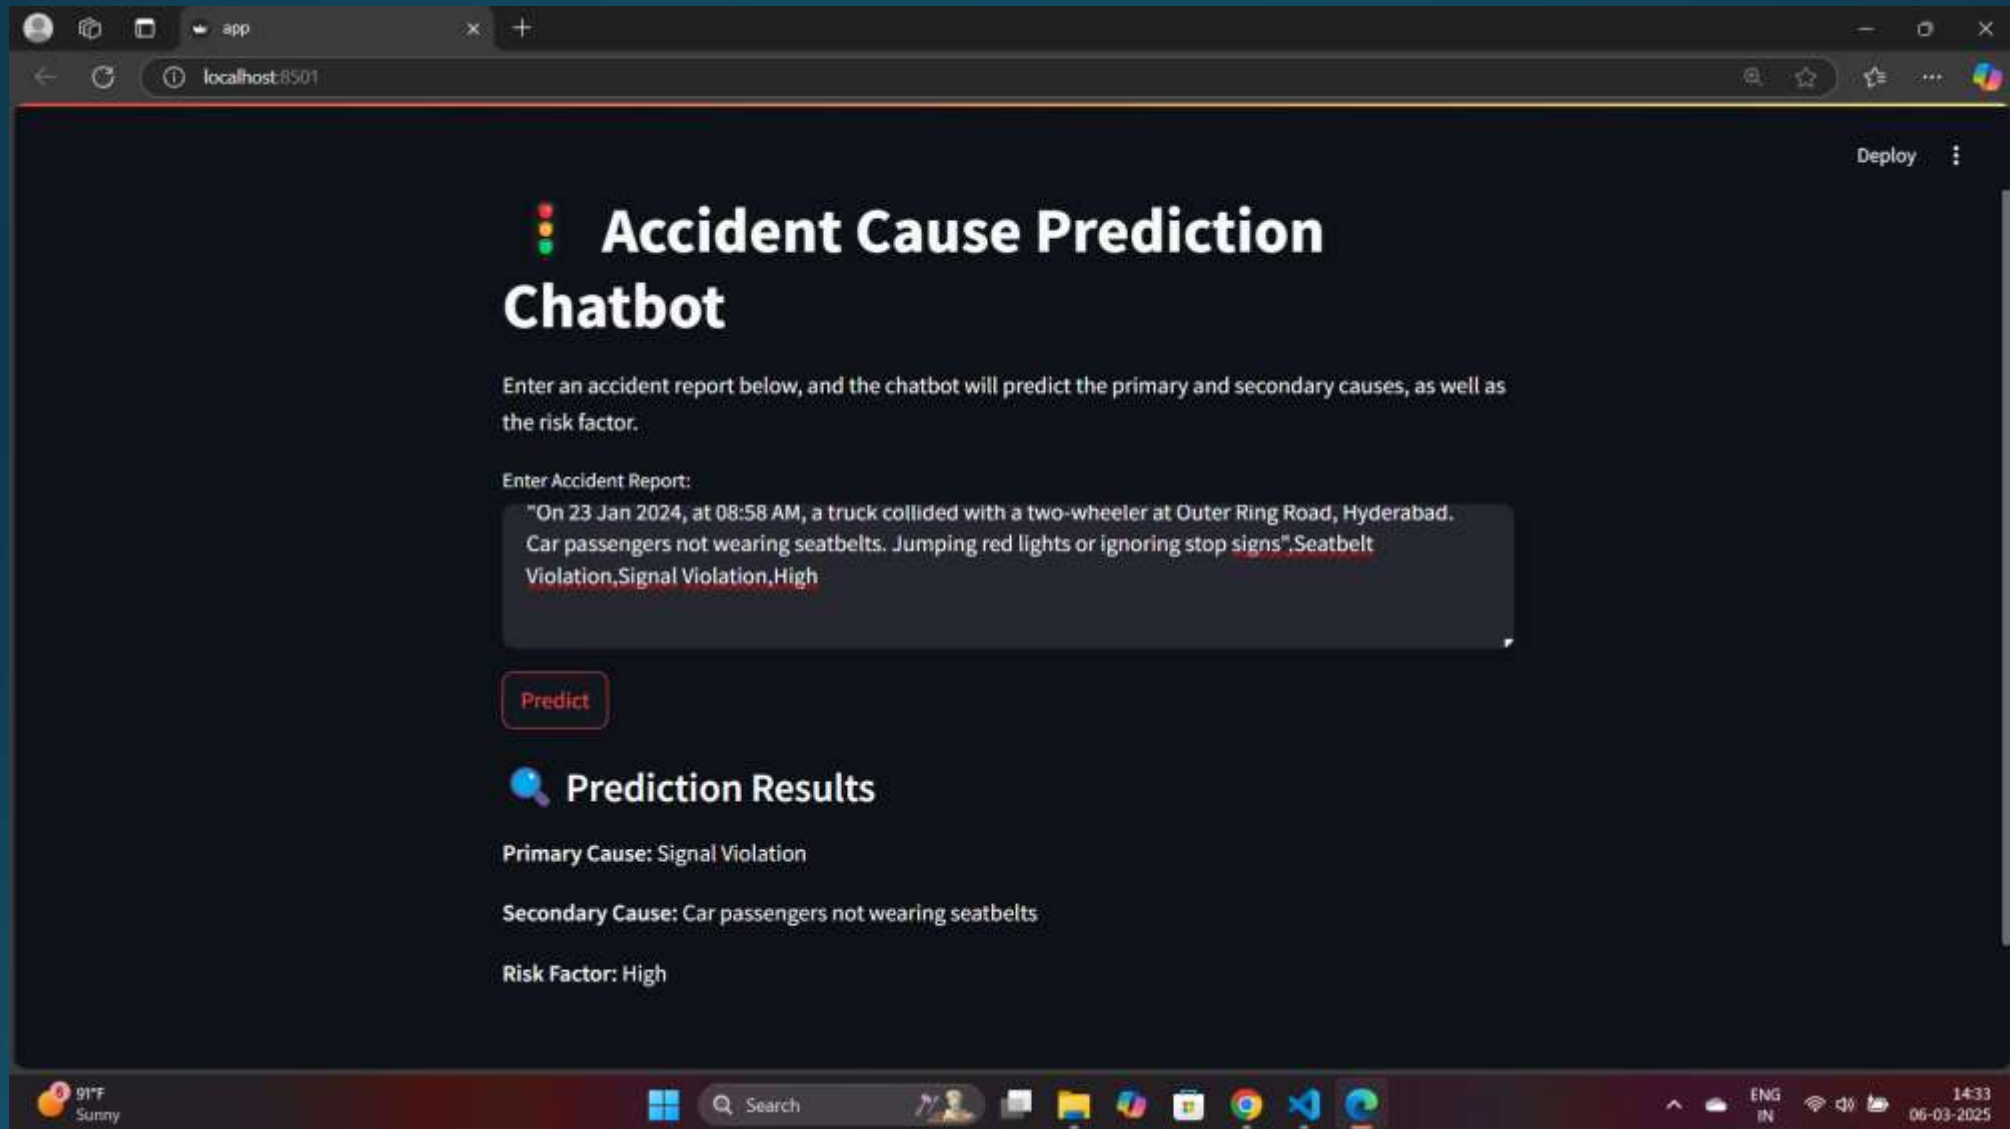 app
localhost:8501
Deploy
Accident Cause Prediction
Chatbot
Enter an accident report below, and the chatbot will predict the primary and secondary causes, as well as
the risk factor.
Enter Accident Report:
"On 23 Jan 2024, at 08:58 AM, a truck collided with a two-wheeler at Outer Ring Road, Hyderabad.
Car passengers not wearing seatbelts. Jumping red lights or ignoring stop signs",Seatbelt
Violation,Signal Violation,High
Predict
Prediction Results
Primary Cause: Signal Violation
Secondary Cause: Car passengers not wearing seatbelts
Risk Factor: High
6
91°F
Sunny
Search
ENG
IN
14:33
06-03-2025